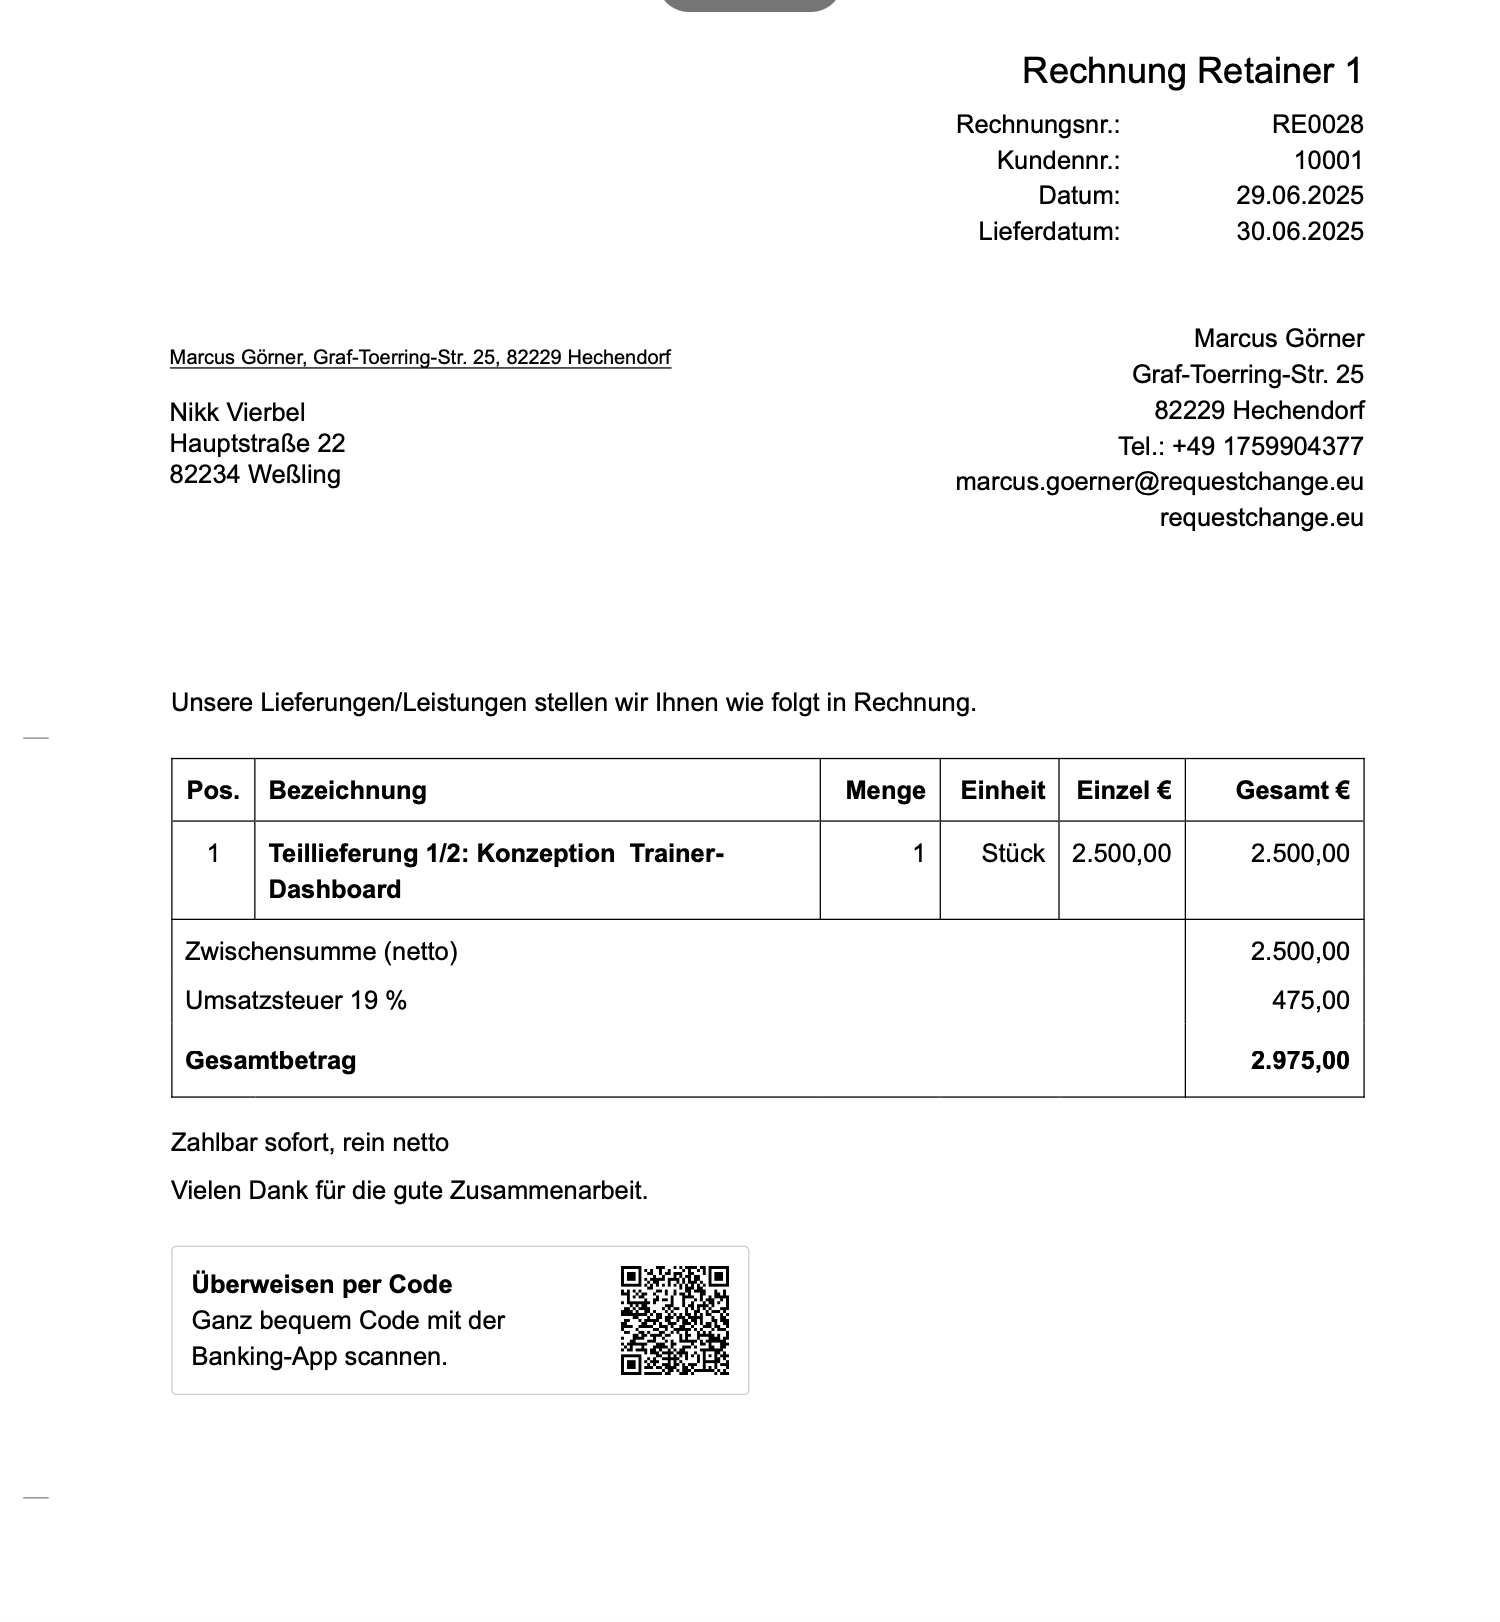 Rechnung Retainer 1
Rechnungsnr.: RE0028
Kundennr.: 10001
Datum: 29.06.2025
Lieferdatum: 30.06.2025
Marcus Görner, Graf-Toerring-Str. 25, 82229 Hechendorf
Nikk Vierbel
Hauptstraße 22
82234 Weßling
Marcus Görner
Graf-Toerring-Str. 25
82229 Hechendorf
Tel.: +49 1759904377
marcus.goerner@requestchange.eu
requestchange.eu
Unsere Lieferungen/Leistungen stellen wir Ihnen wie folgt in Rechnung.
Pos. Bezeichnung Menge Einheit Einzel € Gesamt €
1 Teillieferung 1/2: Konzeption Trainer- 1 Stück 2.500,00 2.500,00
Dashboard
Zwischensumme (netto) 2.500,00
Umsatzsteuer 19 % 475,00
Gesamtbetrag 2.975,00
Zahlbar sofort, rein netto
Vielen Dank für die gute Zusammenarbeit.
Überweisen per Code
Ganz bequem Code mit der
Banking-App scannen.